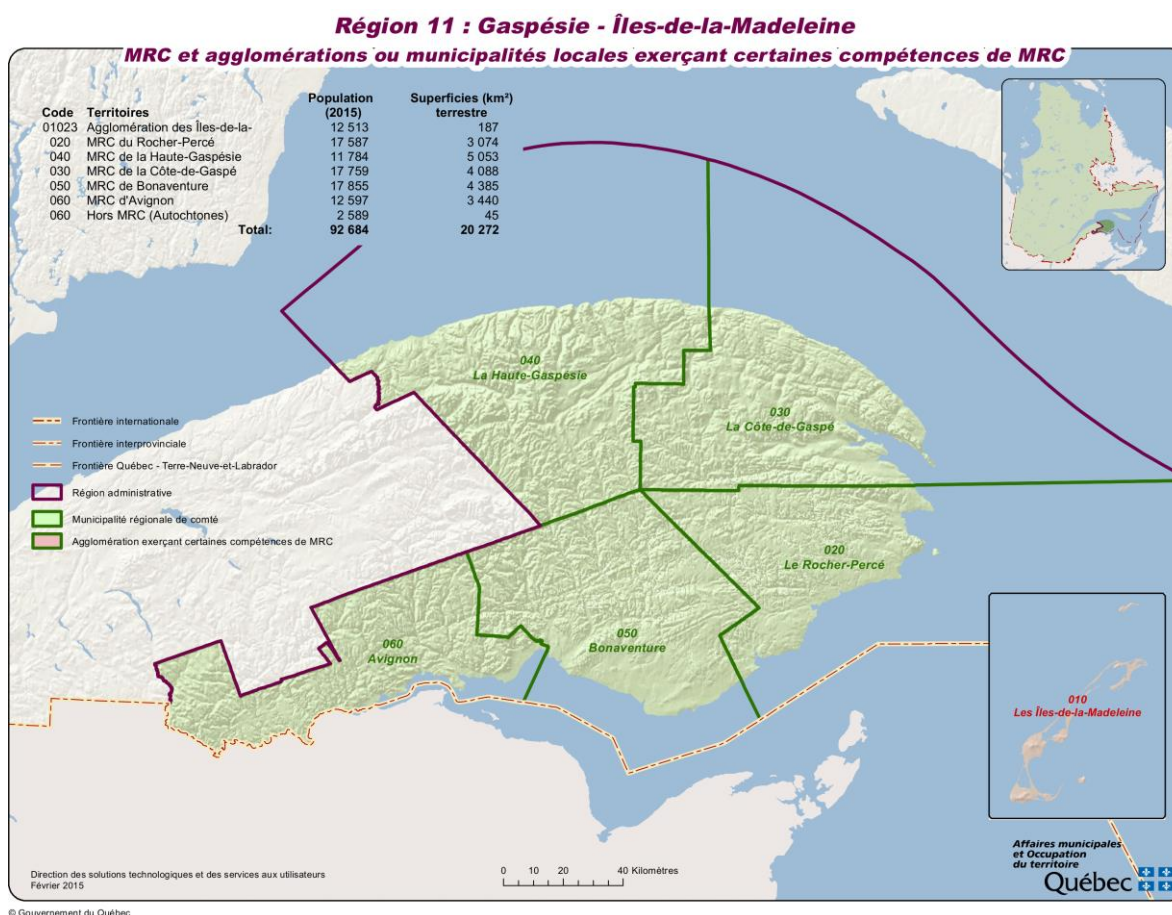 Région 11 : Gaspésie - Îles-de-la-Madeleine
MRC et agglomérations ou municipalités locales exerçant certaines compétences de MRC
Code Territoires Population (2015) Superficies (km²) terrestre
01023 Agglomération des Îles-de-la- 12 513 187
020 MRC du Rocher-Percé 17 587 3 074
040 MRC de la Haute-Gaspésie 11 784 5 053
030 MRC de la Côte-de-Gaspé 17 759 4 088
050 MRC de Bonaventure 17 855 4 385
060 MRC d'Avignon 12 597 3 440
060 Hors MRC (Autochtones) 2 589 45
Total: 92 684 20 272
040
La Haute-Gaspésie
030
La Côte-de-Gaspé
020
Le Rocher-Percé
050
Bonaventure
060
Avignon
010
Les Îles-de-la-Madeleine
Frontière internationale
Frontière interprovinciale
Frontière Québec - Terre-Neuve-et-Labrador
Région administrative
Municipalité régionale de comté
Agglomération exerçant certaines compétences de MRC
Direction des solutions technologiques et des services aux utilisateurs
Février 2015
0 10 20 40 Kilomètres
Affaires municipales
et Occupation
du territoire
Québec
© Gouvernement du Québec